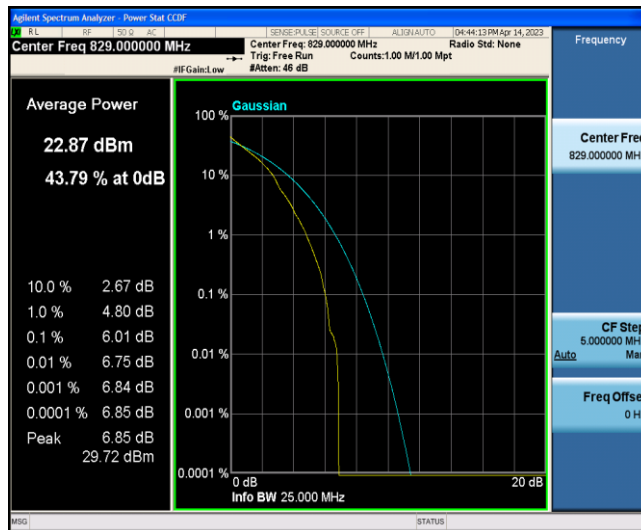 Agilent Spectrum Analyzer - Power Stat CCDF
LXI RL RF 50 Ω AC SENSE:PULSE SOURCE OFF ALIGNAUTO 04:44:13PM Apr 14, 2023
Center Freq 829.000000 MHz
Center Freq: 829.000000 MHz Radio Std: None
Trig: Free Run Counts:1.00 M/1.00 Mpt
#IFGain:Low #Atten: 46 dB
Frequency
Average Power
22.87 dBm
43.79 % at 0dB
10.0 % 2.67 dB
1.0 % 4.80 dB
0.1 % 6.01 dB
0.01 % 6.75 dB
0.001 % 6.84 dB
0.0001 % 6.85 dB
Peak 6.85 dB
29.72 dBm
Gaussian
100 %
10 %
1 %
0.1 %
0.01 %
0.001 %
0.0001 %
0 dB 20 dB
Info BW 25.000 MHz
Center Freq
829.000000 MH
CF Step
5.000000 MH
Auto Ma
Freq Offse
0 H
MSG STATUS